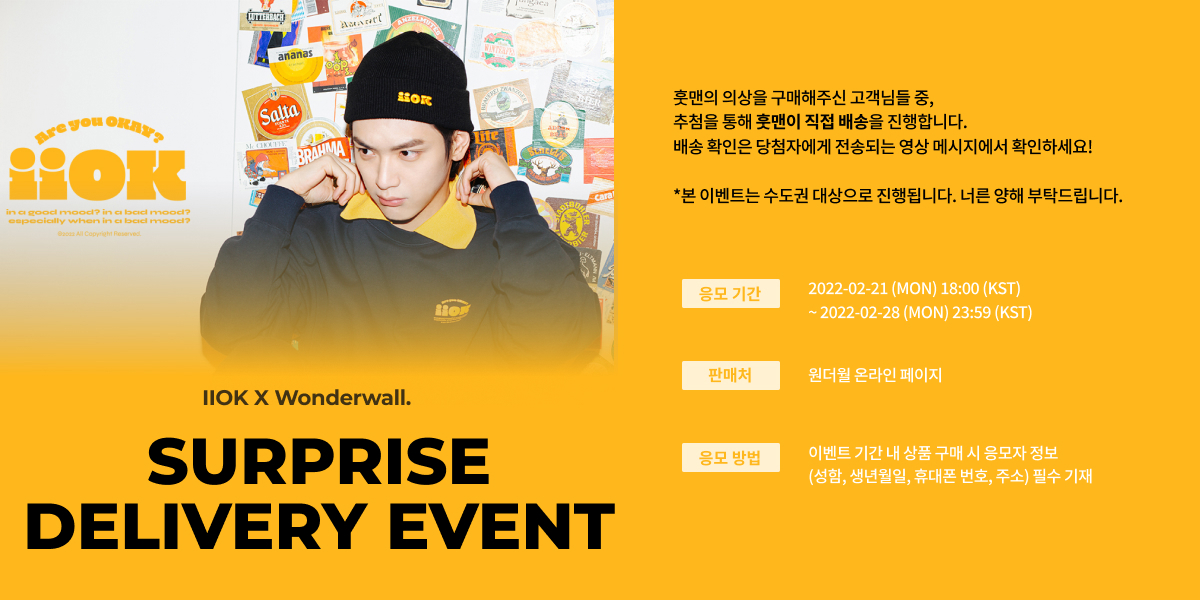 LUTTERBACH
ananas
ANZELMOVO
Salta
BRAHMA
iiOK
Are you OKAY?
iiOK
in a good mood? in a bad mood?
especially when in a bad mood?
iiOK
IIOK X Wonderwall.
SURPRISE
DELIVERY EVENT
훗맨의 의상을 구매해주신 고객님들 중,
추첨을 통해 훗맨이 직접 배송을 진행합니다.
배송 확인은 당첨자에게 전송되는 영상 메시지에서 확인하세요!
*본 이벤트는 수도권 대상으로 진행됩니다. 너른 양해 부탁드립니다.
응모 기간
2022-02-21 (MON) 18:00 (KST)
~ 2022-02-28 (MON) 23:59 (KST)
판매처
원더월 온라인 페이지
응모 방법
이벤트 기간 내 상품 구매 시 응모자 정보
(성함, 생년월일, 휴대폰 번호, 주소) 필수 기재